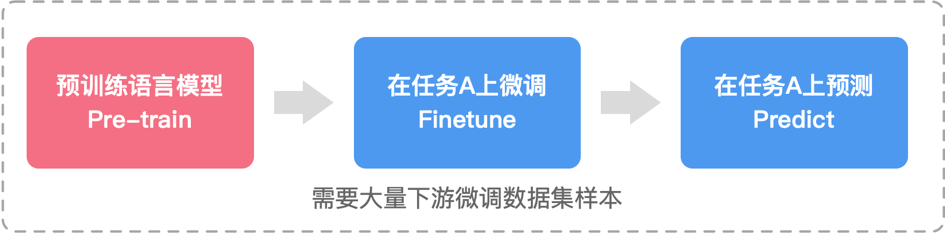 预训练语言模型
Pre-train
在任务A上微调
Finetune
在任务A上预测
Predict
需要大量下游微调数据集样本